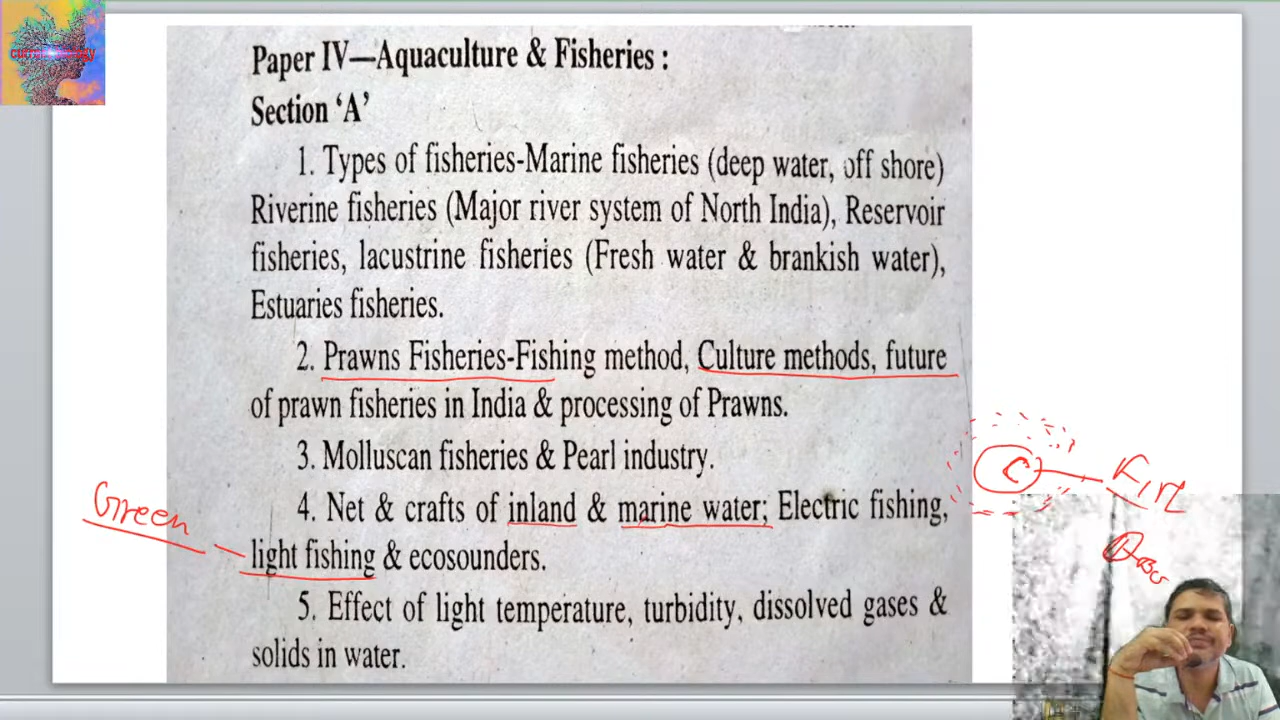 Paper IV—Aquaculture & Fisheries :
Section ‘A’
1. Types of fisheries-Marine fisheries (deep water, off shore)
Riverine fisheries (Major river system of North India), Reservoir
fisheries, lacustrine fisheries (Fresh water & brankish water),
Estuaries fisheries.
2. Prawns Fisheries-Fishing method, Culture methods, future
of prawn fisheries in India & processing of Prawns.
3. Molluscan fisheries & Pearl industry.
4. Net & crafts of inland & marine water; Electric fishing,
Green
light fishing & ecosounders.
C
5. Effect of light temperature, turbidity, dissolved gases &
solids in water.